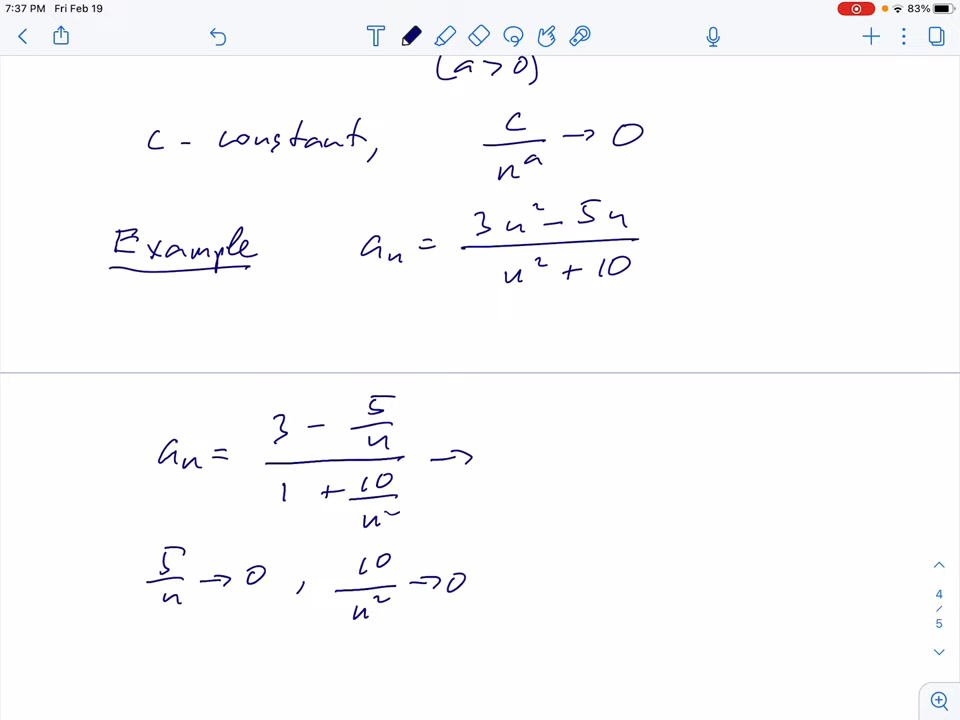 7:37 PM Fri Feb 19 83%
T
(a > 0)
c - constant, c/n^a → 0
Example a_n = (3n² - 5n)/(n² + 10)
a_n = (3 - 5/n)/(1 + 10/n²) →
5/n → 0, 10/n² → 0
4
/
5